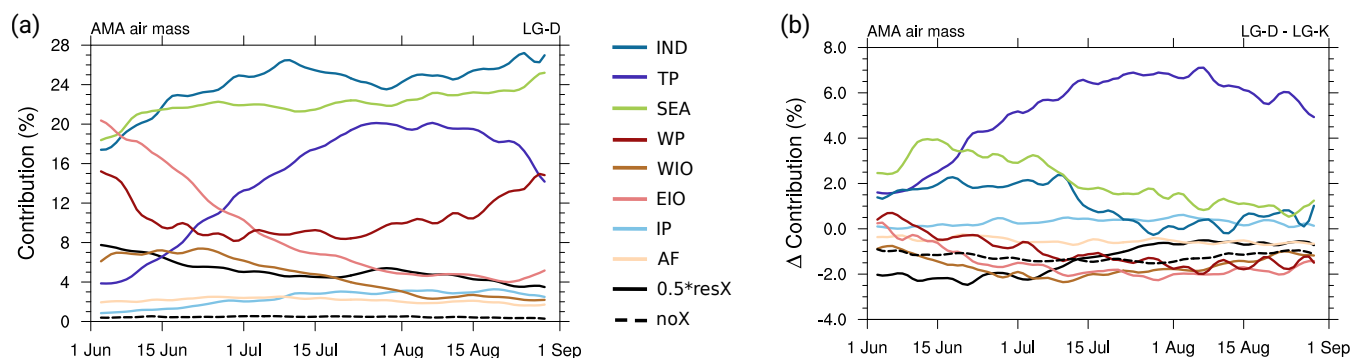 (a)
AMA air mass
LG-D
Contribution (%)
28
24
20
16
12
8
4
0
1 Jun
15 Jun
1 Jul
15 Jul
1 Aug
15 Aug
1 Sep
IND
TP
SEA
WP
WIO
EIO
IP
AF
0.5*resX
noX
(b)
AMA air mass
LG-D - LG-K
Δ Contribution (%)
8.0
6.0
4.0
2.0
0.0
-2.0
-4.0
1 Jun
15 Jun
1 Jul
15 Jul
1 Aug
15 Aug
1 Sep